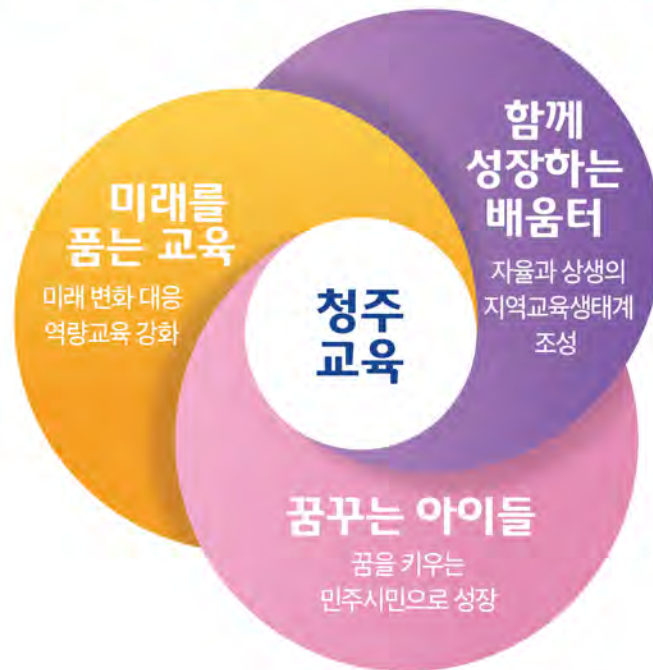 함께
성장하는
배움터
자율과 상생의
지역교육생태계
조성
미래를
품는 교육
미래 변화 대응
역량교육 강화
청주
교육
꿈꾸는 아이들
꿈을 키우는
민주시민으로 성장